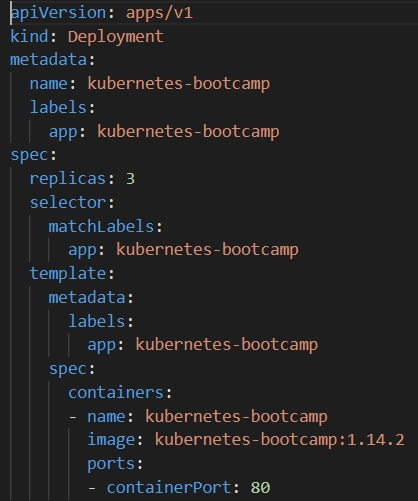 apiVersion: apps/v1
kind: Deployment
metadata:
  name: kubernetes-bootcamp
  labels:
    app: kubernetes-bootcamp
spec:
  replicas: 3
  selector:
    matchLabels:
      app: kubernetes-bootcamp
  template:
    metadata:
      labels:
        app: kubernetes-bootcamp
    spec:
      containers:
      - name: kubernetes-bootcamp
        image: kubernetes-bootcamp:1.14.2
        ports:
        - containerPort: 80